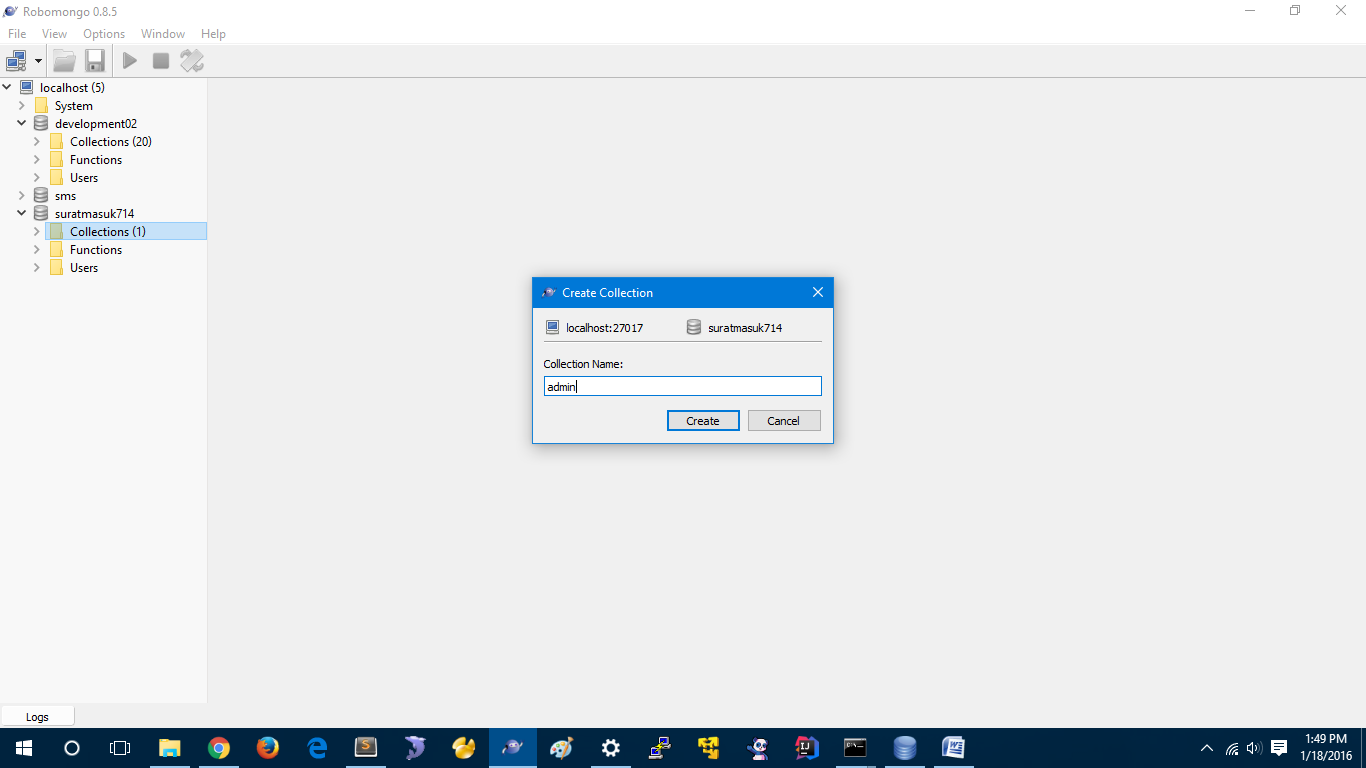 Robomongo 0.8.5
File View Options Window Help
localhost (5)
System
development02
Collections (20)
Functions
Users
sms
suratmasuk714
Collections (1)
Functions
Users
Create Collection
localhost:27017 suratmasuk714
Collection Name:
admin
Create Cancel
Logs
1:49 PM
1/18/2016